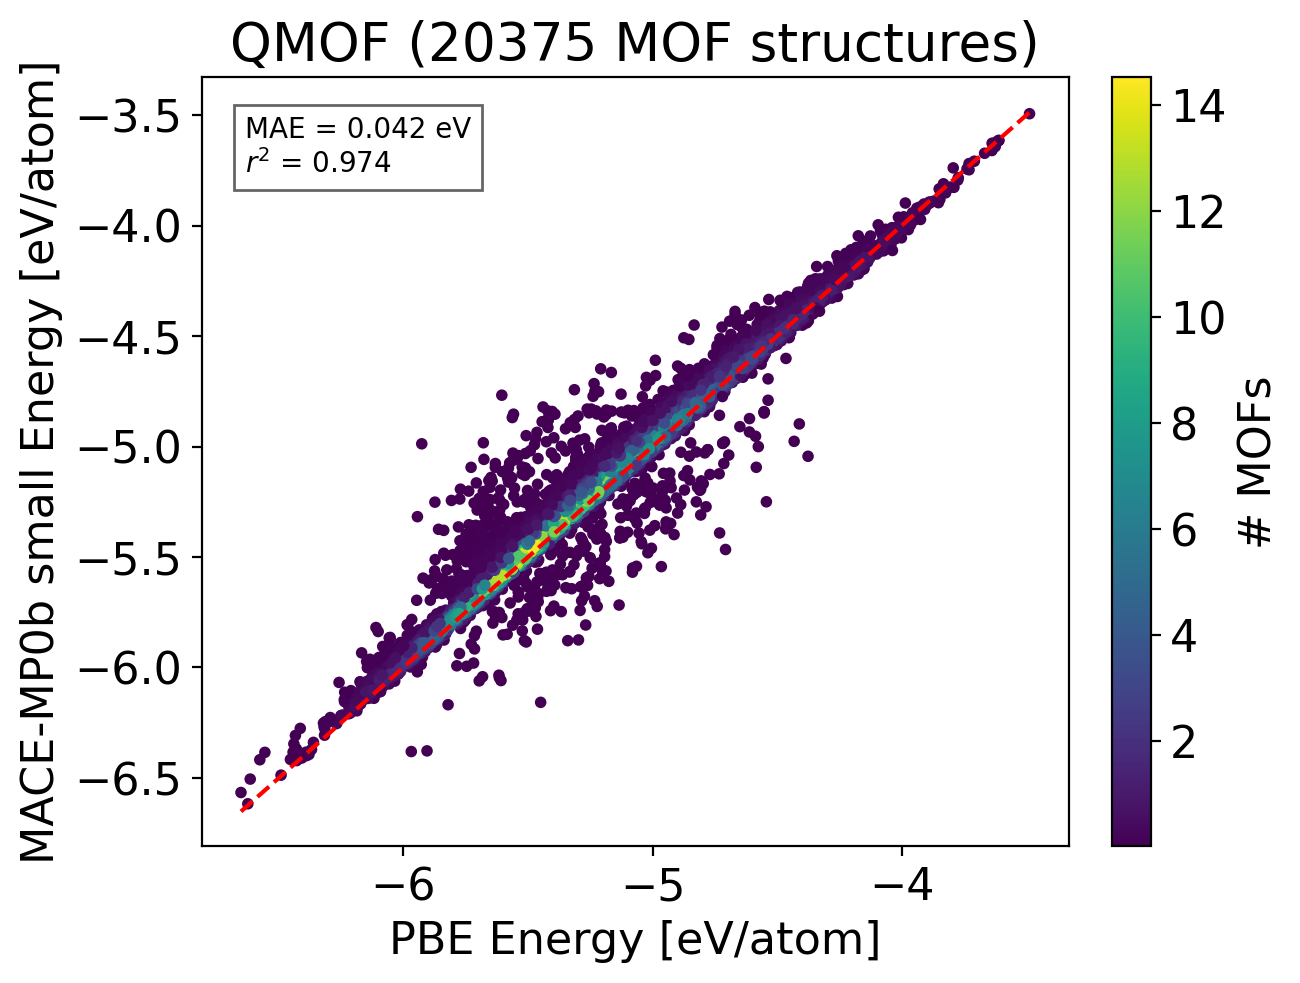 QMOF (20375 MOF structures)
MAE = 0.042 eV
r² = 0.974
MACE-MP0b small Energy [eV/atom]
−3.5
−4.0
−4.5
−5.0
−5.5
−6.0
−6.5
−6
−5
−4
PBE Energy [eV/atom]
14
12
10
8
6
4
2
# MOFs